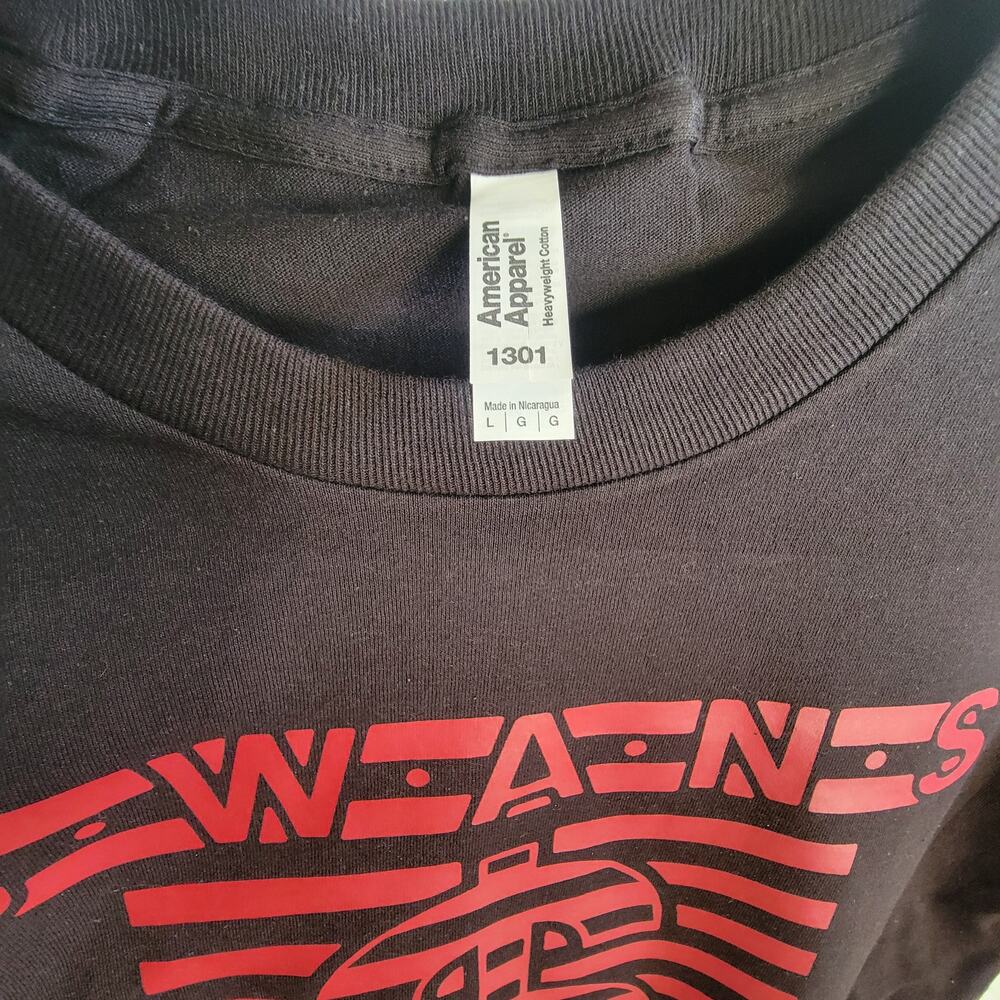 American
Apparel®
Heavyweight Cotton
1301
Made in Nicaragua
L | G | G
W·A·N·S